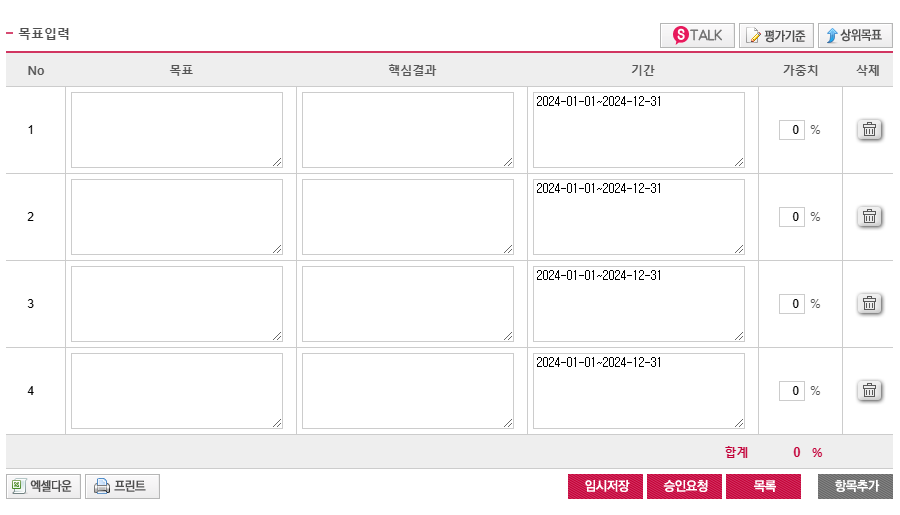 목표입력
S TALK 평가기준 상위목표
No 목표 핵심결과 기간 가중치 삭제
1 2024-01-01~2024-12-31 0 %
2 2024-01-01~2024-12-31 0 %
3 2024-01-01~2024-12-31 0 %
4 2024-01-01~2024-12-31 0 %
합계 0 %
엑셀다운 프린트 임시저장 승인요청 목록 항목추가